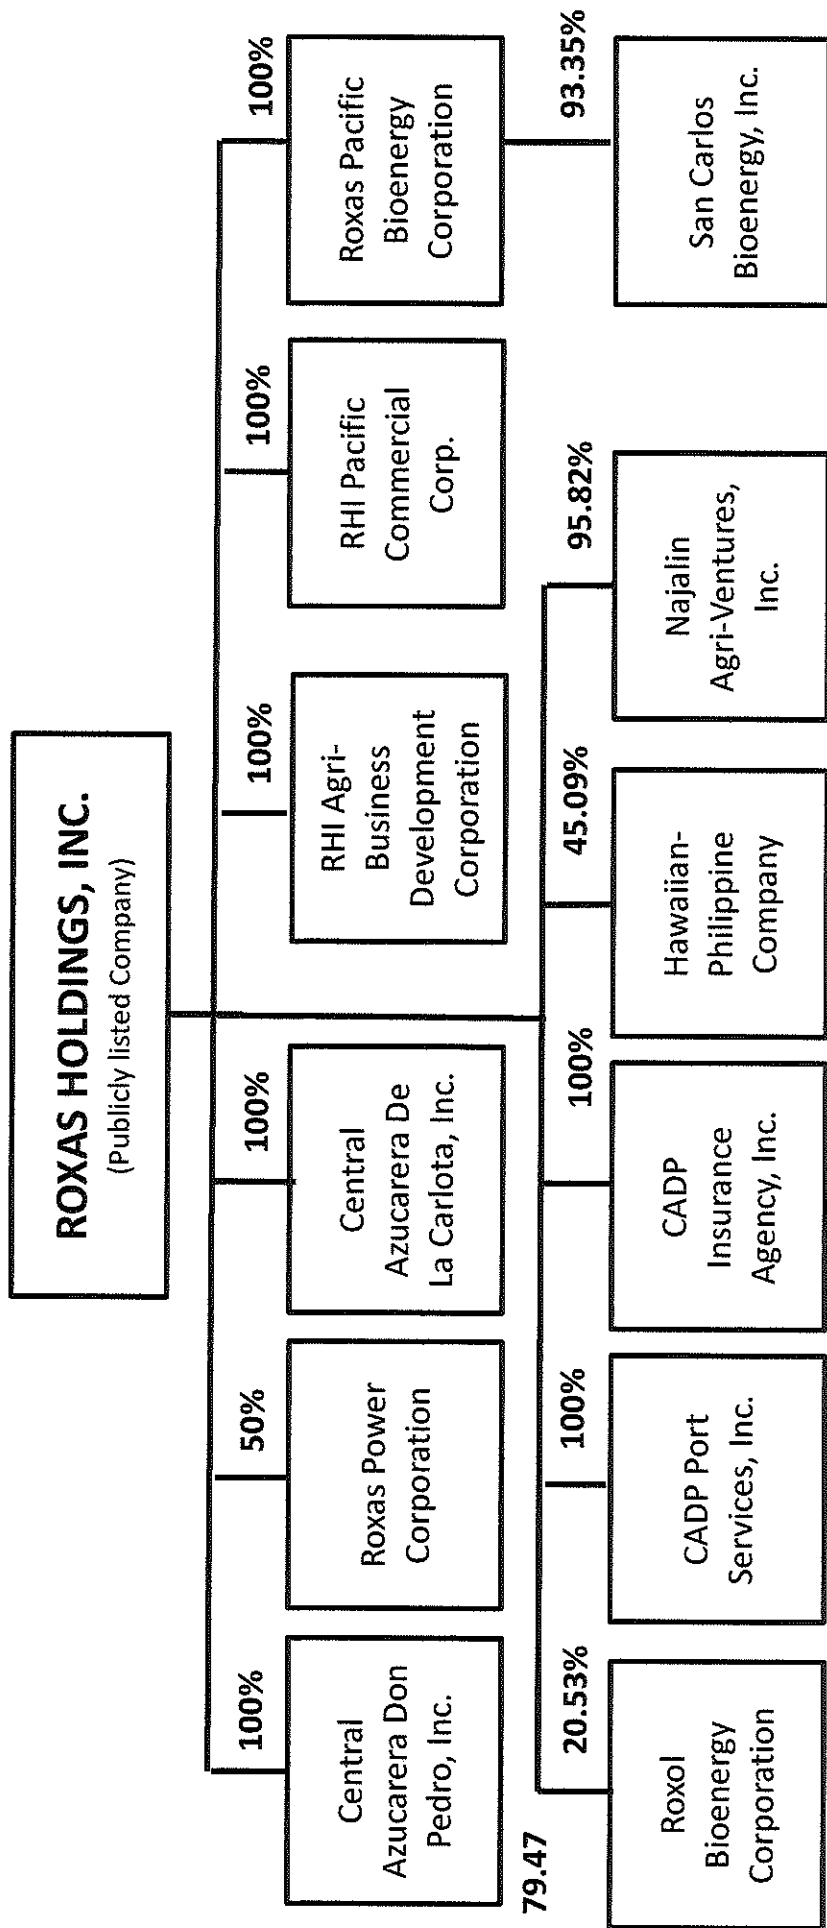 ROXAS HOLDINGS, INC.
(Publicly listed Company)
100%
50%
100%
100%
100%
100%
Central
Azucarera Don
Pedro, Inc.
Roxas Power
Corporation
Central
Azucarera De
La Carlota, Inc.
RHI Agri-
Business
Development
Corporation
RHI Pacific
Commercial
Corp.
Roxas Pacific
Bioenergy
Corporation
79.47
20.53%
100%
100%
45.09%
95.82%
93.35%
Roxol
Bioenergy
Corporation
CADP Port
Services, Inc.
CADP
Insurance
Agency, Inc.
Hawaiian-
Philippine
Company
Najalin
Agri-Ventures,
Inc.
San Carlos
Bioenergy, Inc.